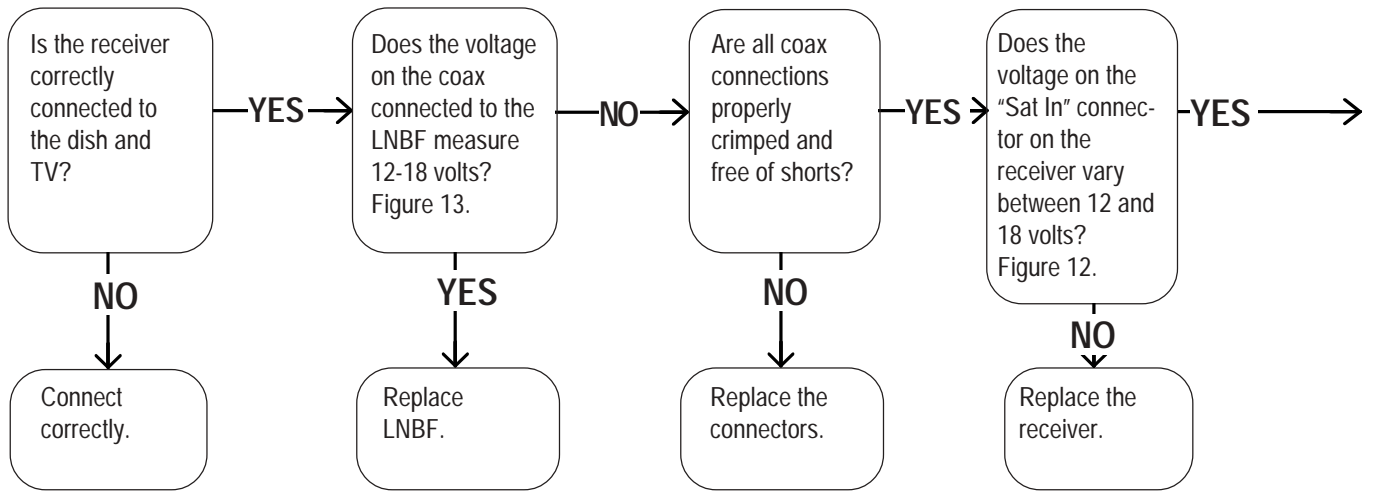 Is the receiver
correctly
connected to
the dish and
TV?
YES
Does the voltage
on the coax
connected to the
LNBF measure
12-18 volts?
Figure 13.
NO
Are all coax
connections
properly
crimped and
free of shorts?
YES
Does the
voltage on the
“Sat In” connec-
tor on the
receiver vary
between 12 and
18 volts?
Figure 12.
YES
NO
YES
NO
NO
Connect
correctly.
Replace
LNBF.
Replace the
connectors.
Replace the
receiver.